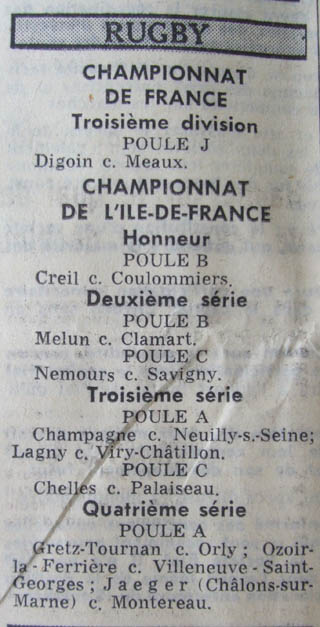 RUGBY
CHAMPIONNAT
DE FRANCE
Troisième division
POULE J
Digoin c. Meaux.
CHAMPIONNAT
DE L'ILE-DE-FRANCE
Honneur
POULE B
Creil c. Coulommiers.
Deuxième série
POULE B
Melun c. Clamart.
POULE C
Nemours c. Savigny.
Troisième série
POULE A
Champagne c. Neuilly-s.-Seine;
Lagny c. Viry-Châtillon.
POULE C
Chelles c. Palaiseau.
Quatrième série
POULE A
Gretz-Tournan c. Orly ; Ozoir-
la-Ferrière c. Villeneuve-Saint-
Georges ; Jaeger (Châlons-sur-
Marne) c. Montereau.